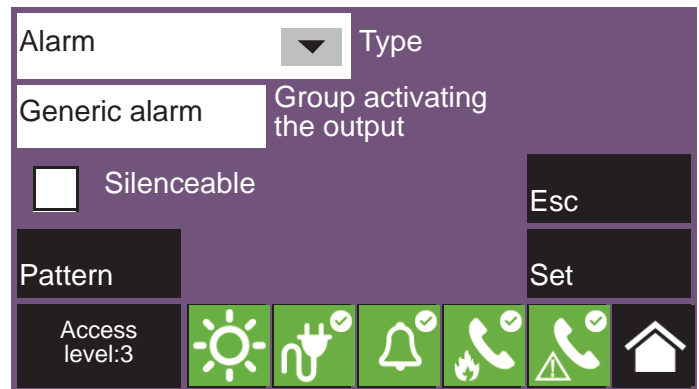 Alarm
Type
Generic alarm
Group activating
the output
Silenceable
Esc
Pattern
Set
Access
level:3